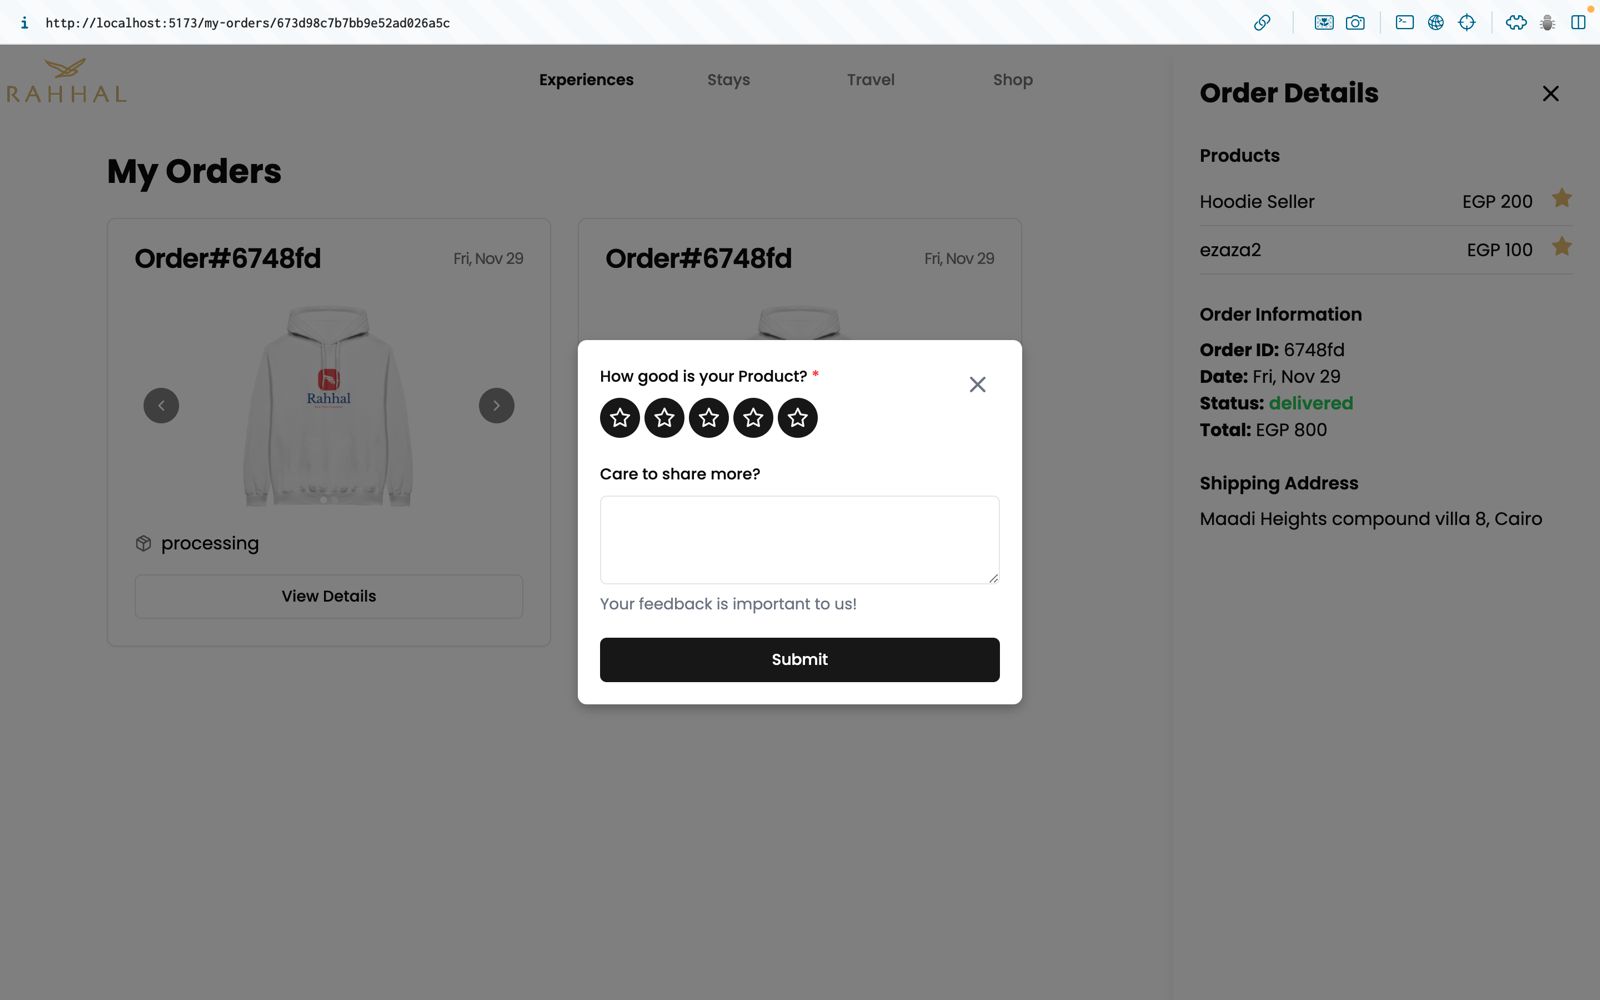 http://localhost:5173/my-orders/673d98c7b7bb9e52ad026a5c
RAHHAL
Experiences
Stays
Travel
Shop
My Orders
Order#6748fd
Fri, Nov 29
Rahhal
processing
View Details
Order#6748fd
Fri, Nov 29
How good is your Product? *
Care to share more?
Your feedback is important to us!
Submit
Order Details
Products
Hoodie Seller EGP 200
ezaza2 EGP 100
Order Information
Order ID: 6748fd
Date: Fri, Nov 29
Status: delivered
Total: EGP 800
Shipping Address
Maadi Heights compound villa 8, Cairo